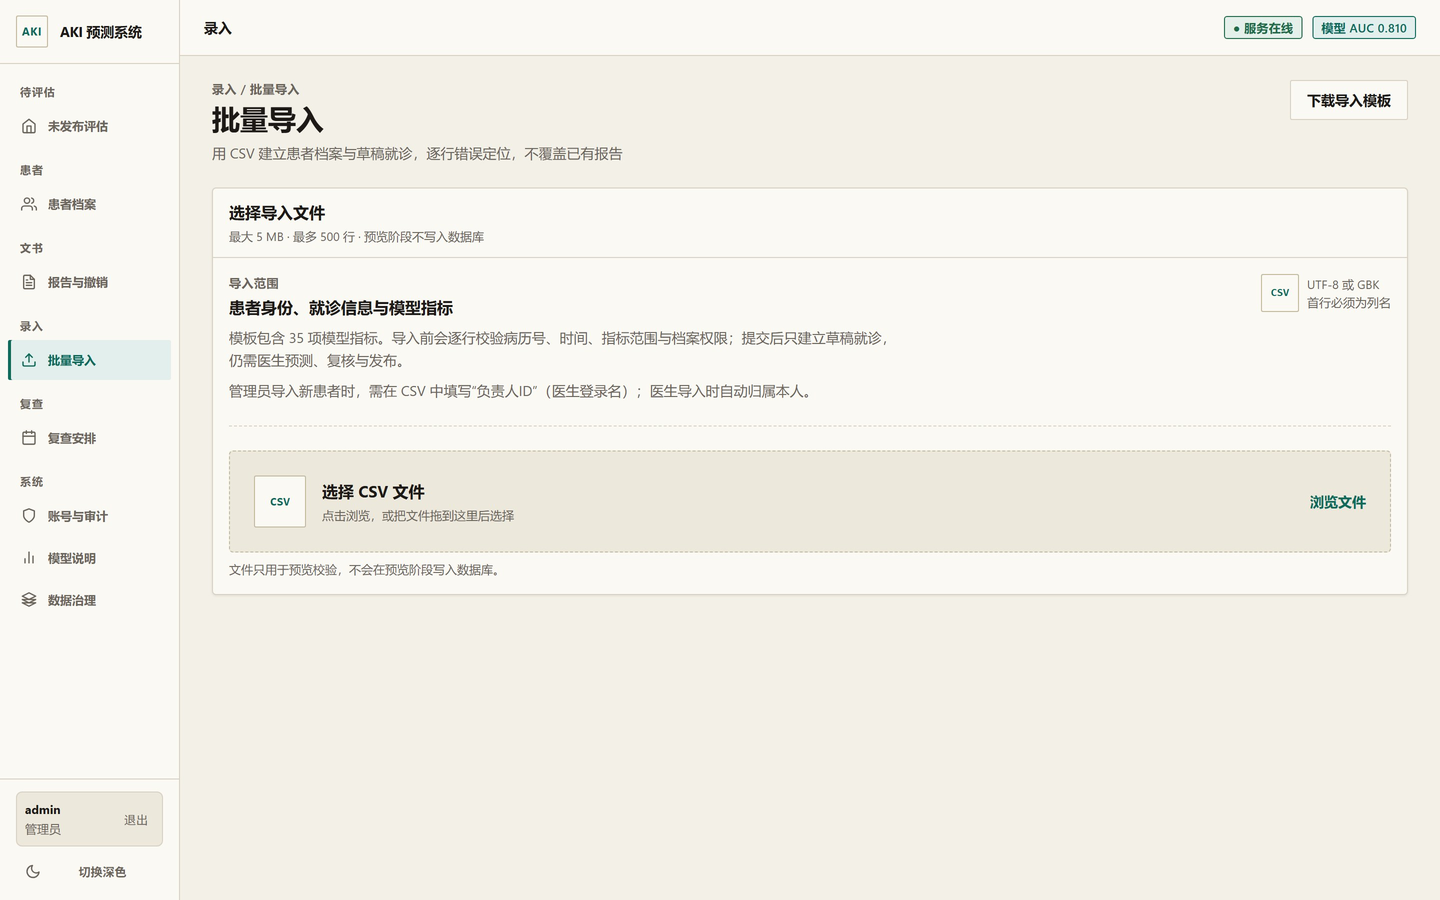 AKI
AKI 预测系统
待评估
未发布评估
患者
患者档案
文书
报告与撤销
录入
批量导入
复查
复查安排
系统
账号与审计
模型说明
数据治理
admin
管理员
退出
切换深色
录入
● 服务在线
模型 AUC 0.810
录入 / 批量导入
批量导入
用 CSV 建立患者档案与草稿就诊，逐行错误定位，不覆盖已有报告
下载导入模板
选择导入文件
最大 5 MB · 最多 500 行 · 预览阶段不写入数据库
导入范围
患者身份、就诊信息与模型指标
模板包含 35 项模型指标。导入前会逐行校验病历号、时间、指标范围与档案权限；提交后只建立草稿就诊，
仍需医生预测、复核与发布。
管理员导入新患者时，需在 CSV 中填写“负责人ID”（医生登录名）；医生导入时自动归属本人。
CSV
UTF-8 或 GBK
首行必须为列名
CSV
选择 CSV 文件
点击浏览，或把文件拖到这里后选择
浏览文件
文件只用于预览校验，不会在预览阶段写入数据库。